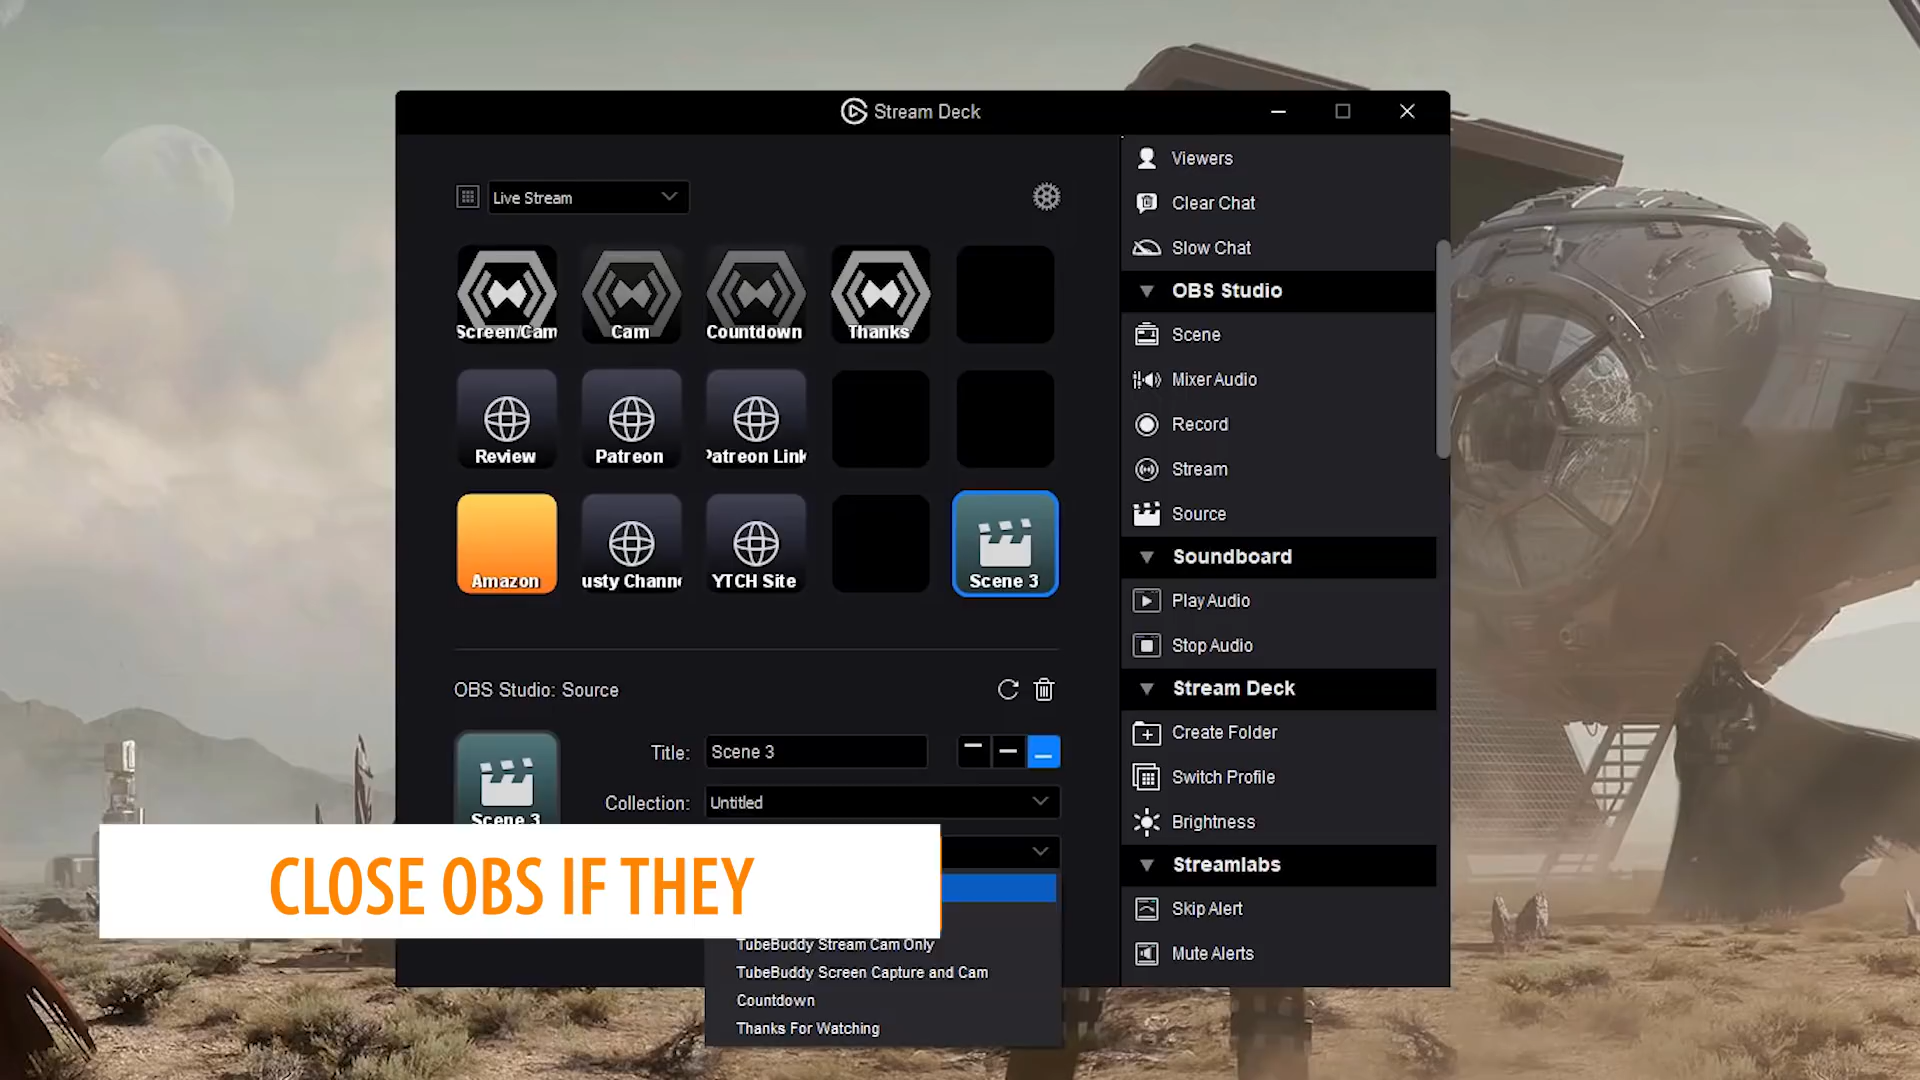 Stream Deck
Live Stream
Screen/Cam
Cam
Countdown
Thanks
Review
Patreon
Patreon Link
Amazon
usty Channe
YTCH Site
Scene 3
OBS Studio: Source
Title:
Scene 3
Collection:
Untitled
Scene 3
CLOSE OBS IF THEY
TubeBuddy Stream Cam Only
TubeBuddy Screen Capture and Cam
Countdown
Thanks For Watching
Viewers
Clear Chat
Slow Chat
OBS Studio
Scene
Mixer Audio
Record
Stream
Source
Soundboard
Play Audio
Stop Audio
Stream Deck
Create Folder
Switch Profile
Brightness
Streamlabs
Skip Alert
Mute Alerts